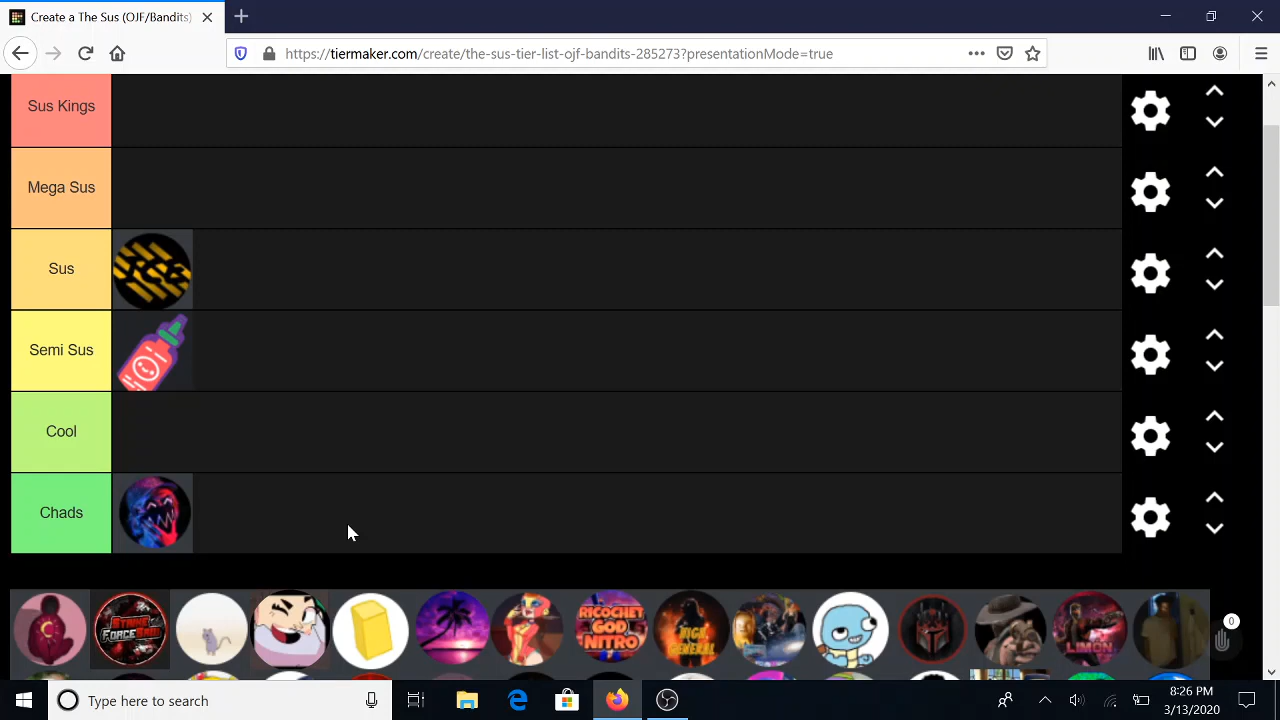 Create a The Sus (OJF/Bandits)
https://tiermaker.com/create/the-sus-tier-list-ojf-bandits-285273?presentationMode=true
Sus Kings
Mega Sus
Sus
Semi Sus
Cool
Chads
STRIKE
FORCE
RICOCHET
GOD
NITRO
HIGH
GENERAL
LIMON
0
Type here to search
8:26 PM
3/13/2020